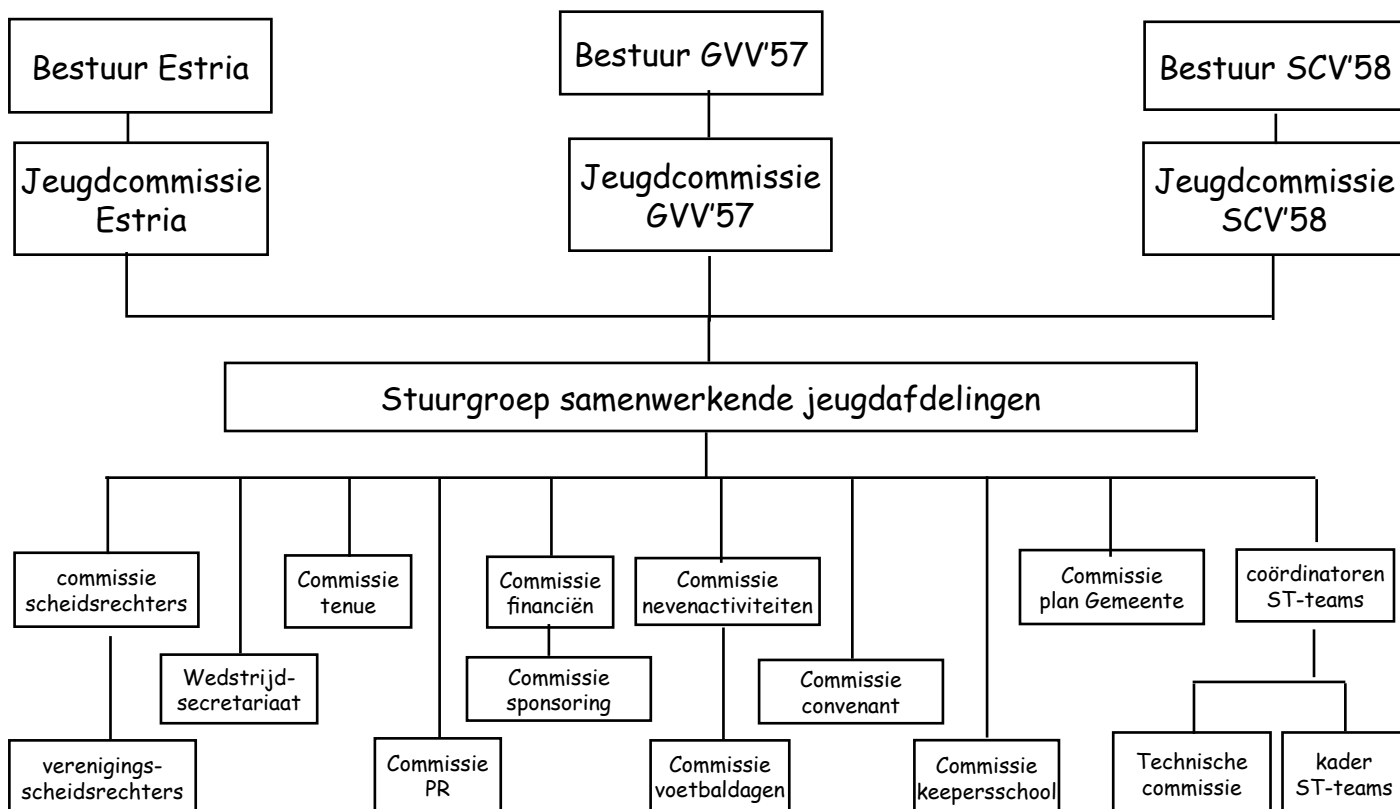 Bestuur Estria
Bestuur GVV'57
Bestuur SCV'58
Jeugdcommissie
Estria
Jeugdcommissie
GVV'57
Jeugdcommissie
SCV'58
Stuurgroep samenwerkende jeugdafdelingen
commissie
scheidsrechters
Commissie
tenue
Commissie
financiën
Commissie
nevenactiviteiten
Commissie
plan Gemeente
coördinatoren
ST-teams
Wedstrijd-
secretariaat
Commissie
sponsoring
Commissie
convenant
verenigings-
scheidsrechters
Commissie
PR
Commissie
voetbaldagen
Commissie
keepersschool
Technische
commissie
kader
ST-teams